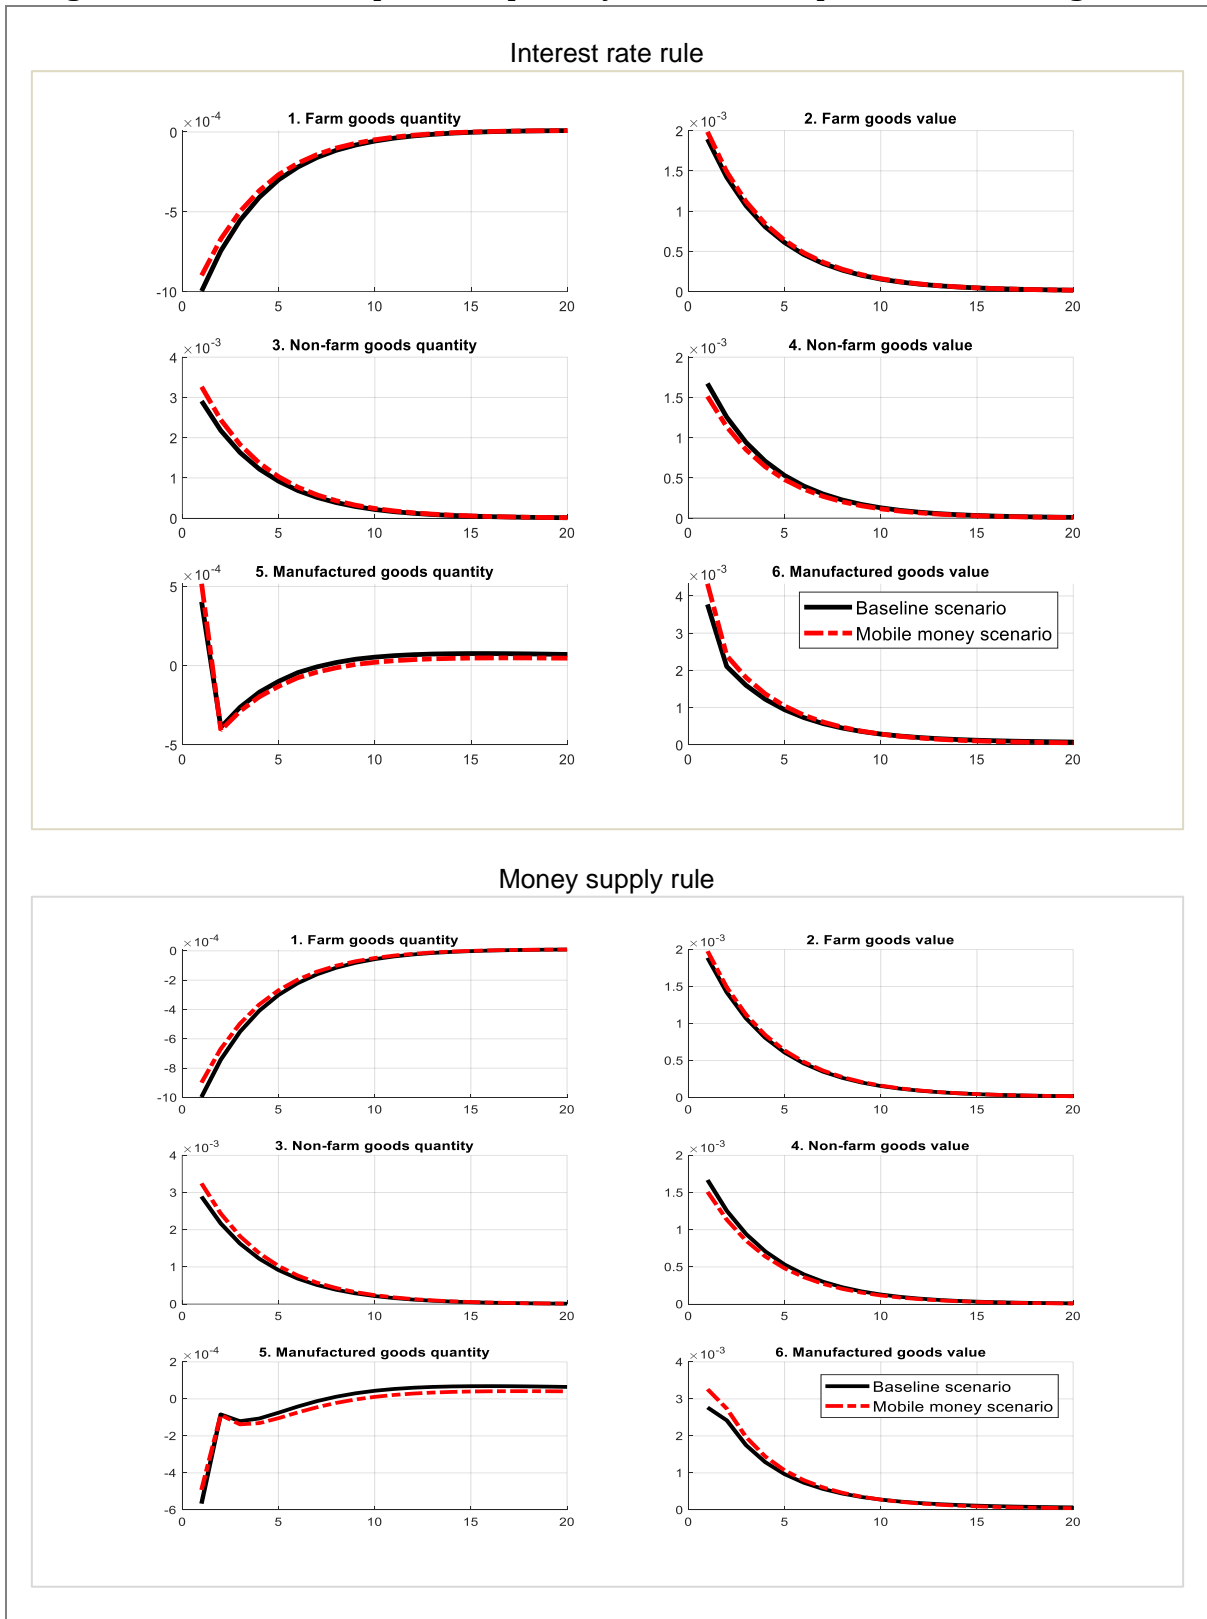 Interest rate rule
1. Farm goods quantity
×10-4
0
-5
-10
0 5 10 15 20
2. Farm goods value
×10-3
2
1.5
1
0.5
0
0 5 10 15 20
3. Non-farm goods quantity
×10-3
4
3
2
1
0
0 5 10 15 20
4. Non-farm goods value
×10-3
2
1.5
1
0.5
0
0 5 10 15 20
5. Manufactured goods quantity
×10-4
5
0
-5
0 5 10 15 20
6. Manufactured goods value
×10-3
4
3
2
1
0
0 5 10 15 20
Baseline scenario
Mobile money scenario
Money supply rule
1. Farm goods quantity
×10-4
0
-2
-4
-6
-8
-10
0 5 10 15 20
2. Farm goods value
×10-3
2
1.5
1
0.5
0
0 5 10 15 20
3. Non-farm goods quantity
×10-3
4
3
2
1
0
0 5 10 15 20
4. Non-farm goods value
×10-3
2
1.5
1
0.5
0
0 5 10 15 20
5. Manufactured goods quantity
×10-4
2
0
-2
-4
-6
0 5 10 15 20
6. Manufactured goods value
×10-3
4
3
2
1
0
0 5 10 15 20
Baseline scenario
Mobile money scenario